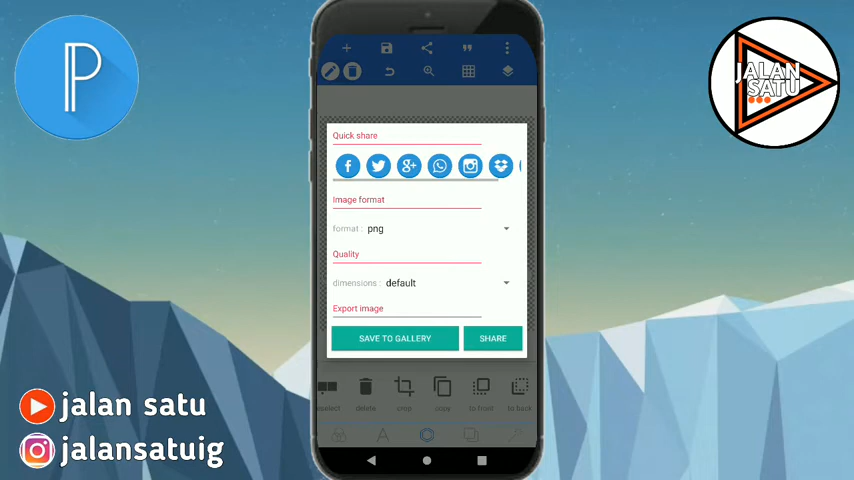 P
JALAN
SATU
Quick share
Image format
format : png
Quality
dimensions : default
Export image
SAVE TO GALLERY
SHARE
select
delete
crop
copy
to front
to back
jalan satu
jalansatuig